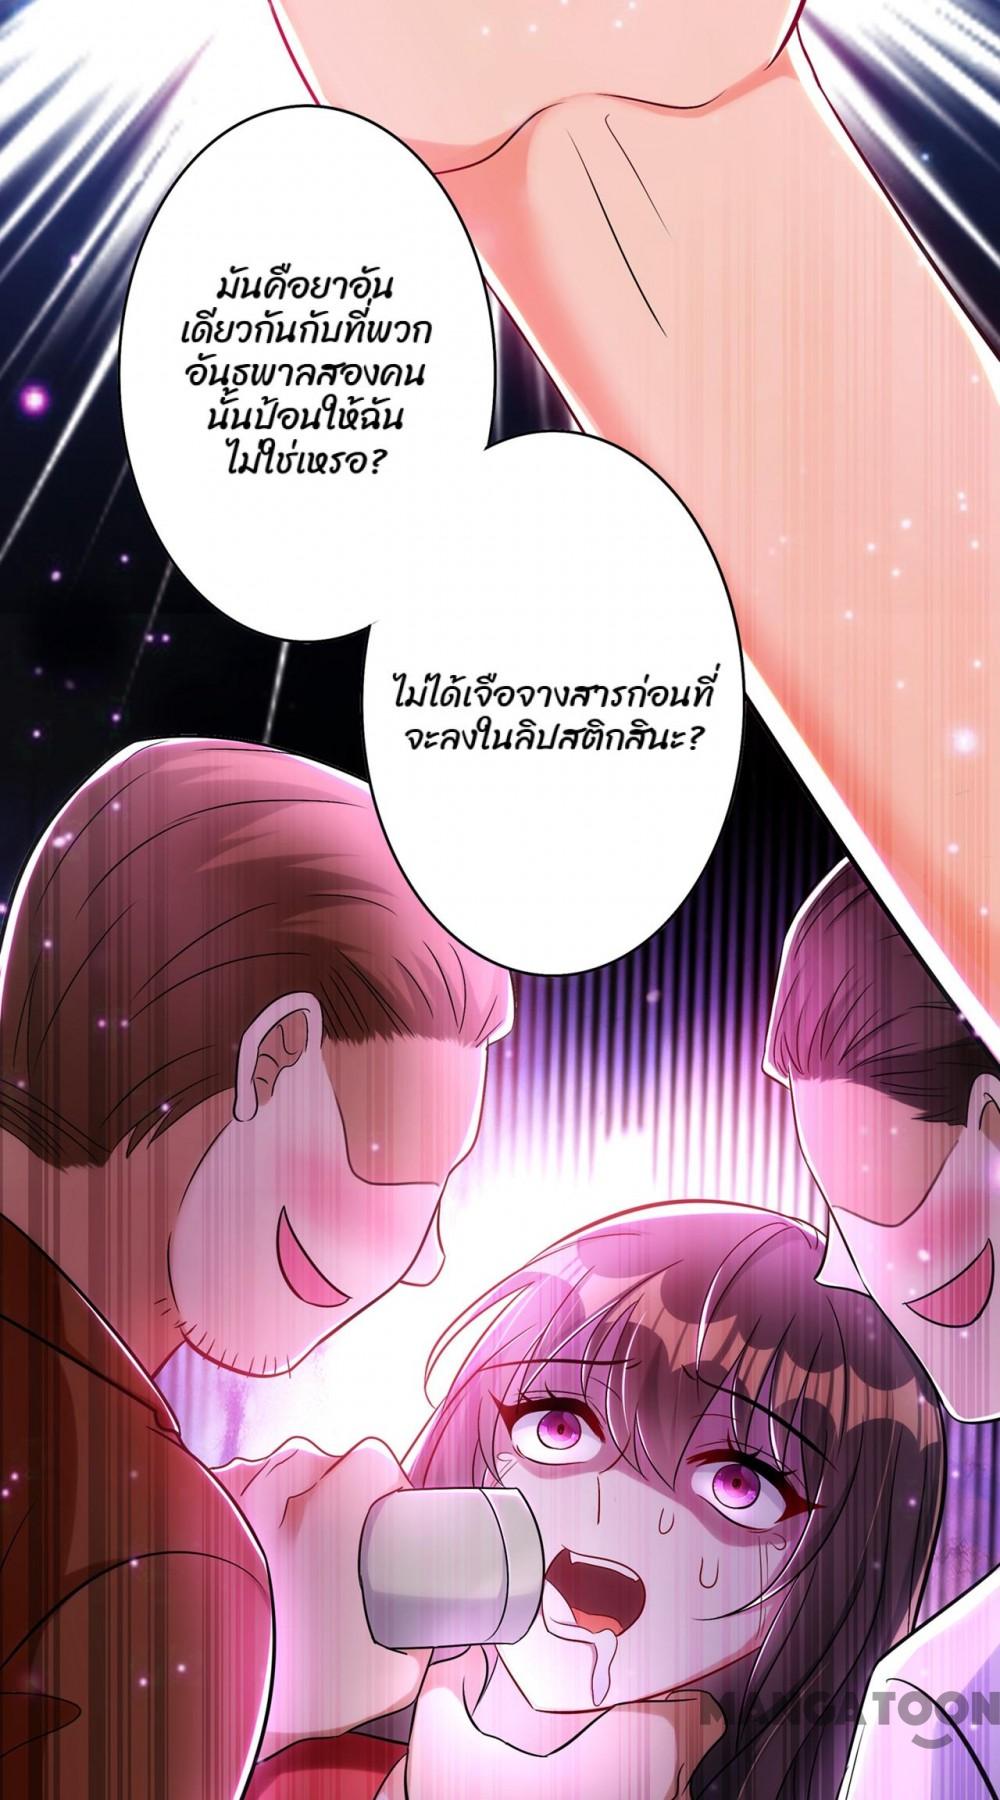 มันคือยาอัน
เดียวกันกับที่พวก
อันธพาลสองคน
นั้นป้อนให้ฉัน
ไม่ใช่เหรอ?
ไม่ได้เจือจางสารก่อนที่
จะลงในลิปสติกสินะ?
MANGATOON